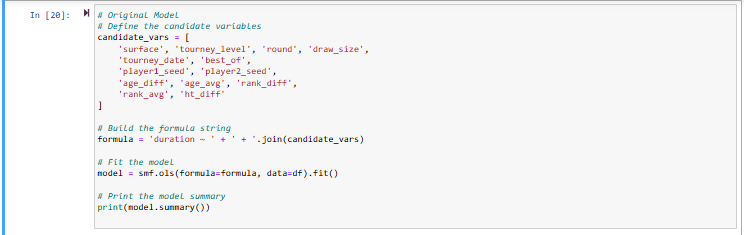 In [20]:
# Original Model
# Define the candidate variables
candidate_vars = [
    'surface', 'tourney_level', 'round', 'draw_size',
    'tourney_date', 'best_of',
    'player1_seed', 'player2_seed',
    'age_diff', 'age_avg', 'rank_diff',
    'rank_avg', 'ht_diff'
]
# Build the formula string
formula = 'duration ~ ' + ' + '.join(candidate_vars)
# Fit the model
model = smf.ols(formula=formula, data=df).fit()
# Print the model summary
print(model.summary())